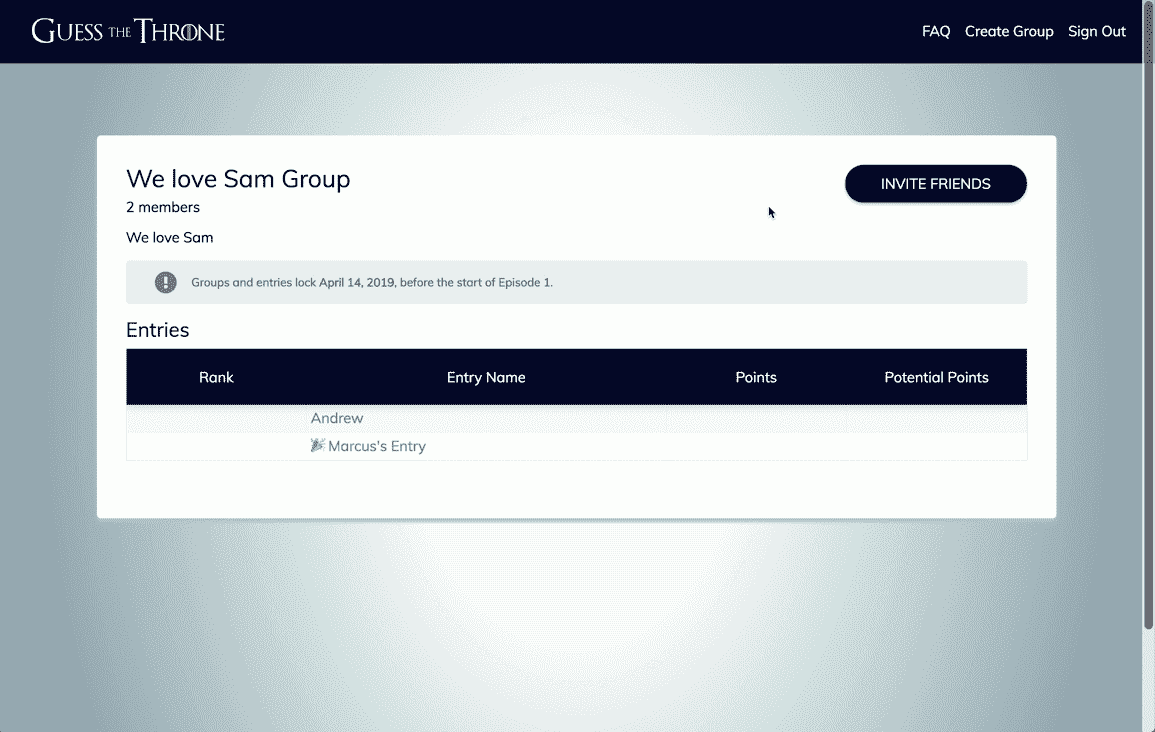 GUESS THE THRONE
FAQ Create Group Sign Out
We love Sam Group
INVITE FRIENDS
2 members
We love Sam
Groups and entries lock April 14, 2019, before the start of Episode 1.
Entries
Rank Entry Name Points Potential Points
Andrew
🎉 Marcus's Entry